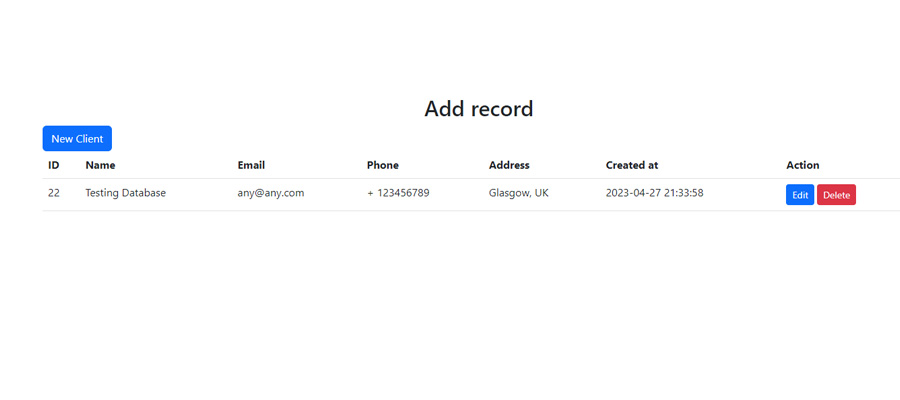 Add record
New Client
ID Name Email Phone Address Created at Action
22 Testing Database any@any.com + 123456789 Glasgow, UK 2023-04-27 21:33:58 Edit Delete